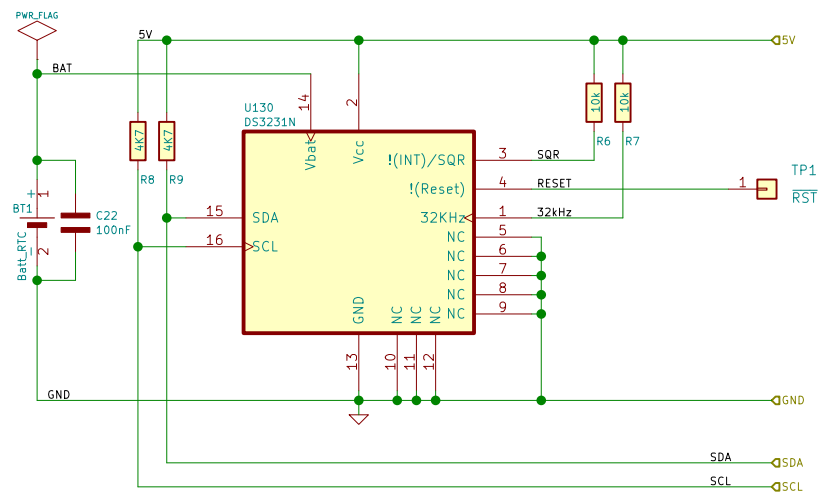 PWR_FLAG
5V
5V
BAT
U130
DS3231N
14
2
Vbat
Vcc
4K7
4K7
R8
R9
10k
10k
R6
R7
!(INT)/SQR
3
SQR
!(Reset)
4
RESET
1
TP1
RST
32KHz
1
32kHz
15
SDA
16
SCL
NC
5
NC
6
NC
7
NC
8
NC
9
BT1
+
1
2
Batt_RTC
C22
100nF
GND
NC
NC
NC
13
10
11
12
GND
GND
SDA
SDA
SCL
SCL